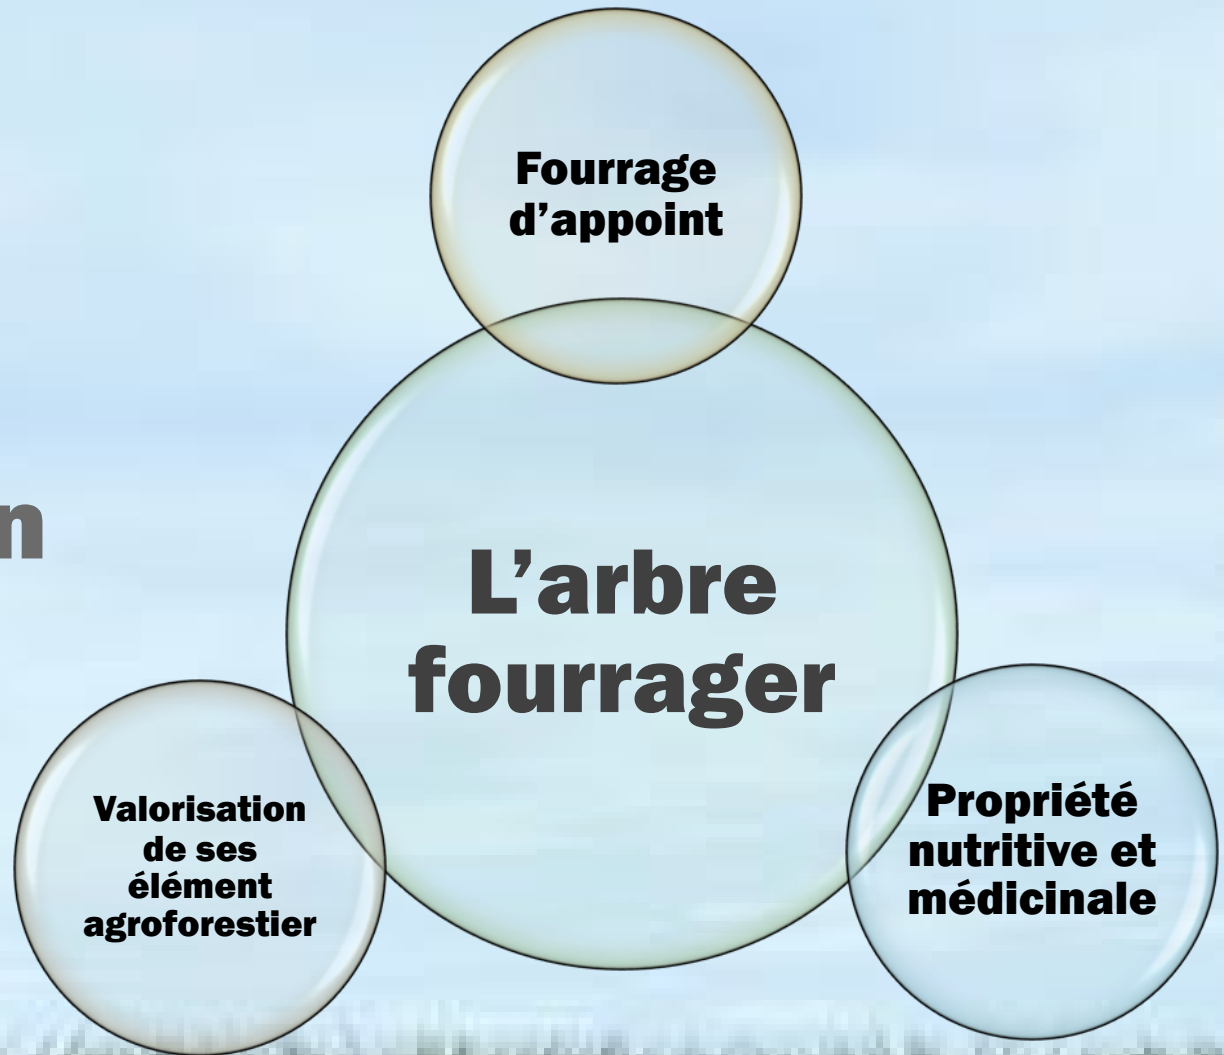 Fourrage
d’appoint
n
L’arbre
fourrager
Valorisation
de ses
élément
agroforestier
Propriété
nutritive et
médicinale